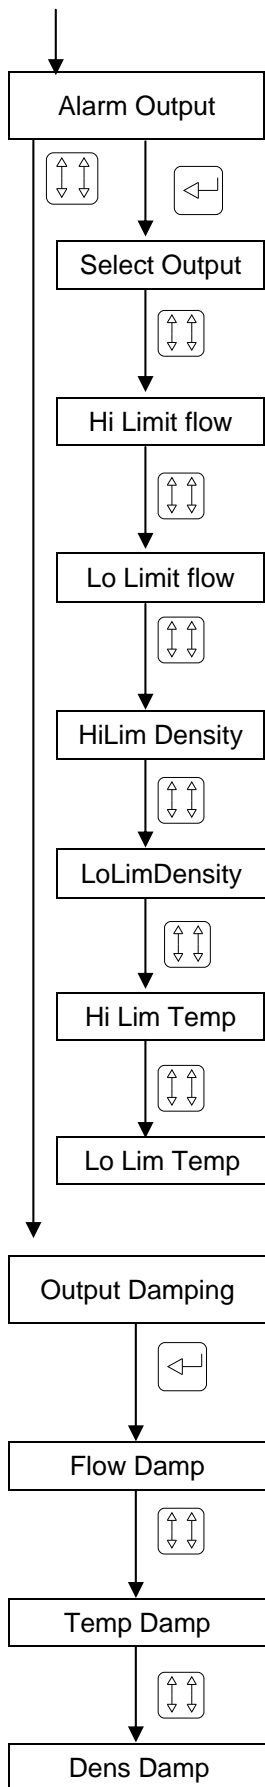 Alarm Output
Select Output
Hi Limit flow
Lo Limit flow
HiLim Density
LoLimDensity
Hi Lim Temp
Lo Lim Temp
Output Damping
Flow Damp
Temp Damp
Dens Damp